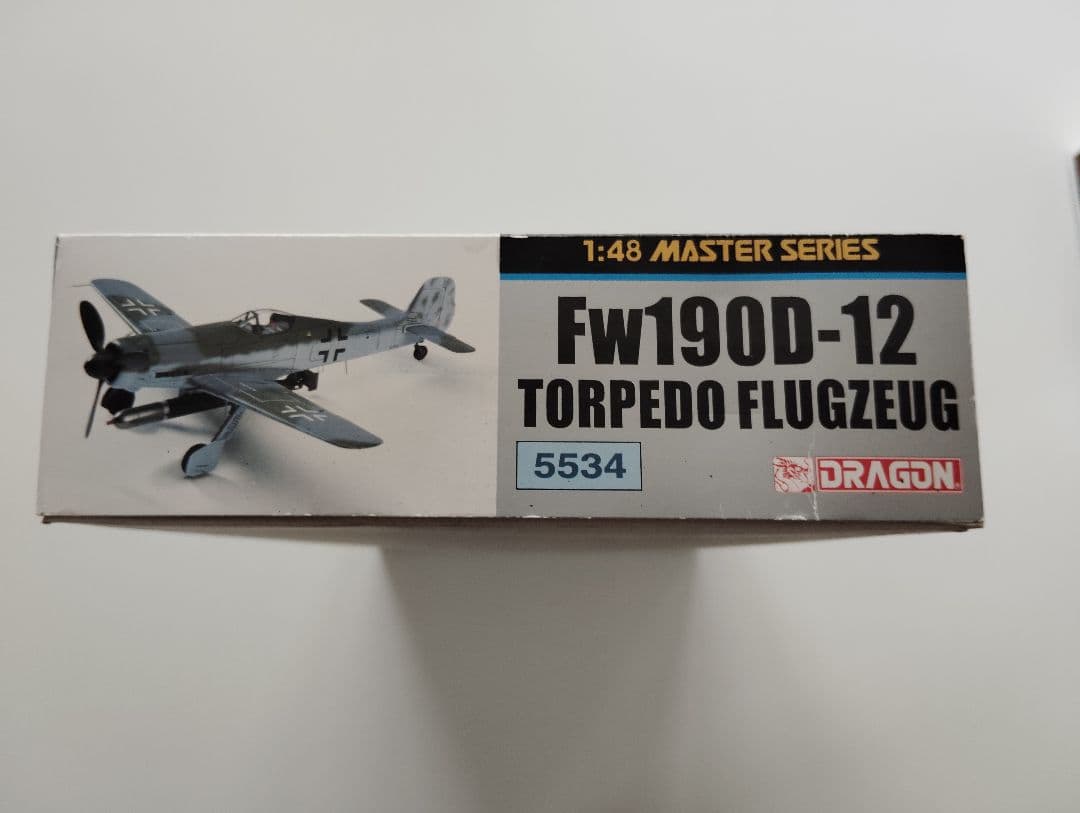 1:48 MASTER SERIES
Fw190D-12
TORPEDO FLUGZEUG
5534
DRAGON